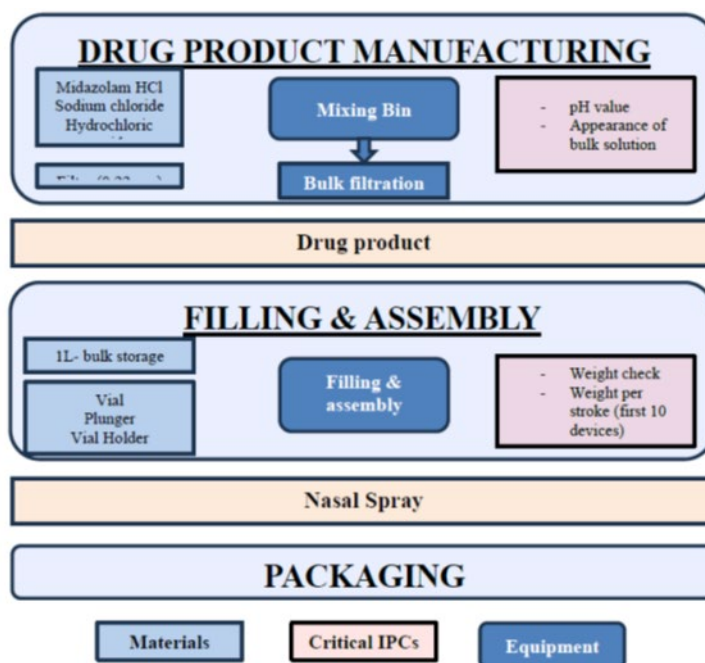 DRUG PRODUCT MANUFACTURING
Midazolam HCl
Sodium chloride
Hydrochloric
Mixing Bin
- pH value
- Appearance of
bulk solution
Bulk filtration
Drug product
FILLING & ASSEMBLY
1L- bulk storage
Vial
Plunger
Vial Holder
Filling &
assembly
- Weight check
- Weight per
stroke (first 10
devices)
Nasal Spray
PACKAGING
Materials
Critical IPCs
Equipment